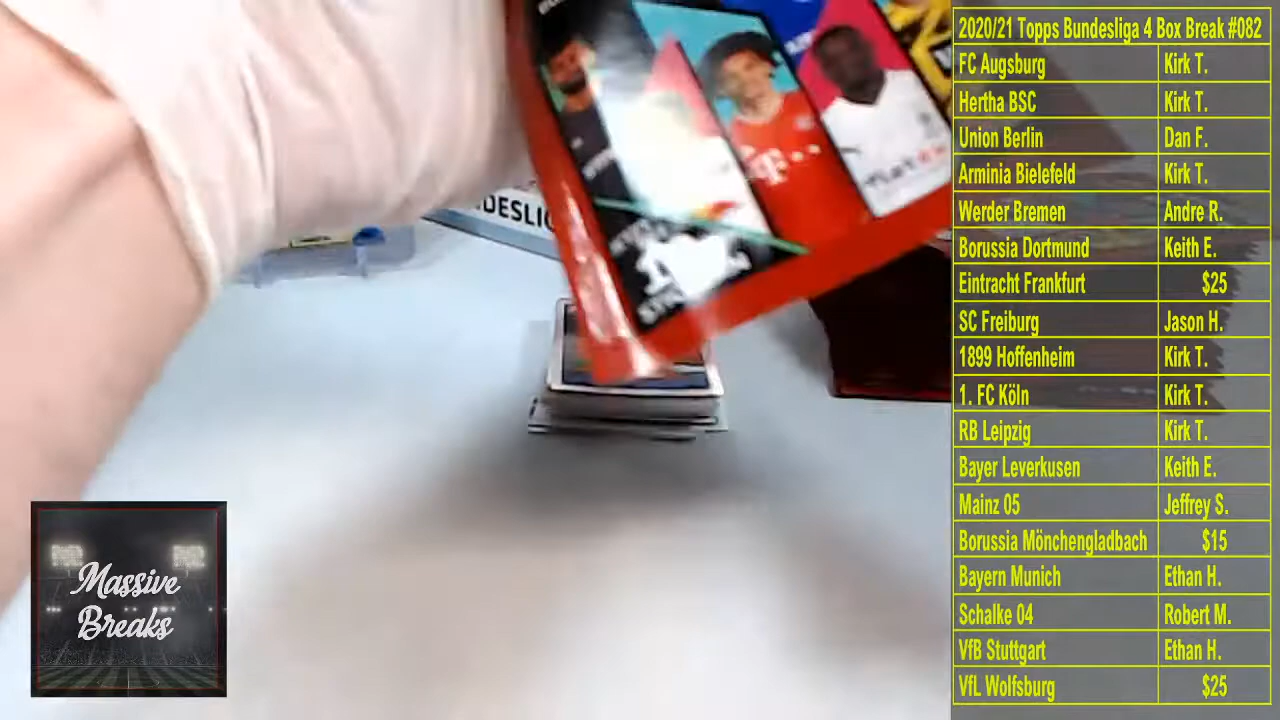 2020/21 Topps Bundesliga 4 Box Break #082
FC Augsburg Kirk T.
Hertha BSC Kirk T.
Union Berlin Dan F.
Arminia Bielefeld Kirk T.
Werder Bremen Andre R.
Borussia Dortmund Keith E.
Eintracht Frankfurt $25
SC Freiburg Jason H.
1899 Hoffenheim Kirk T.
1. FC Köln Kirk T.
RB Leipzig Kirk T.
Bayer Leverkusen Keith E.
Mainz 05 Jeffrey S.
Borussia Mönchengladbach $15
Bayern Munich Ethan H.
Schalke 04 Robert M.
VfB Stuttgart Ethan H.
VfL Wolfsburg $25
Massive
Breaks